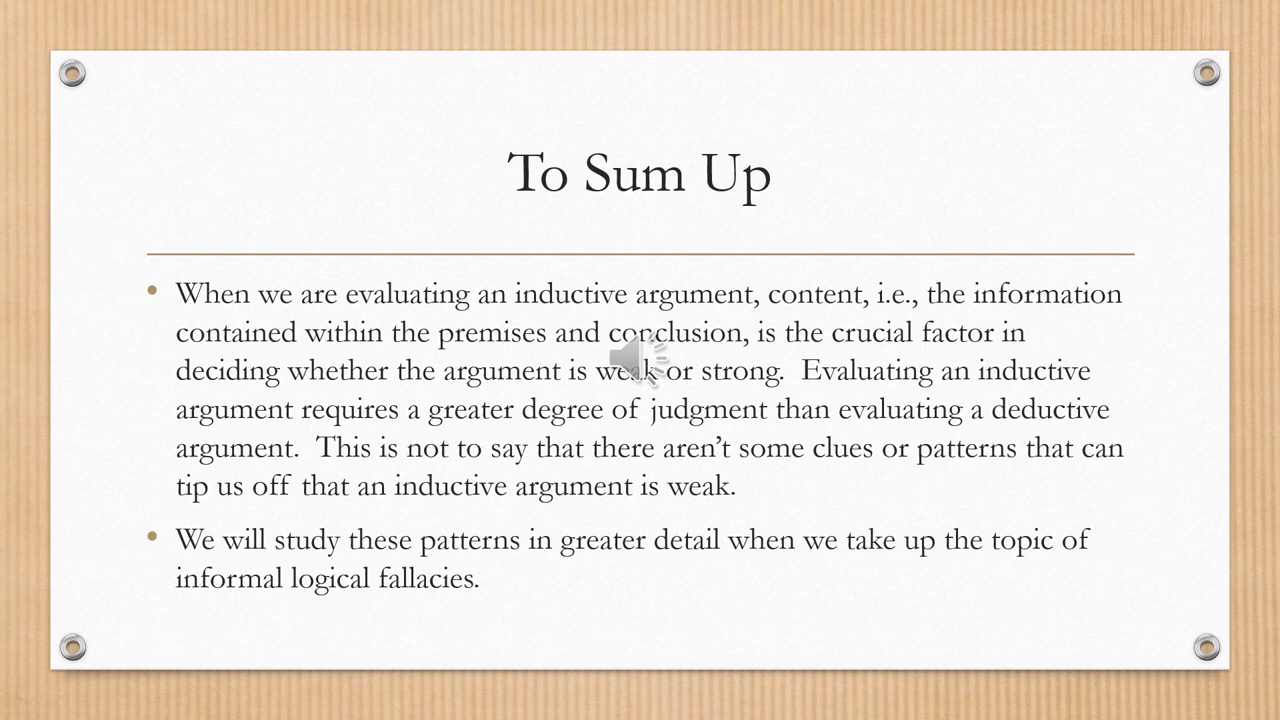 To Sum Up
• When we are evaluating an inductive argument, content, i.e., the information
contained within the premises and conclusion, is the crucial factor in
deciding whether the argument is weak or strong.  Evaluating an inductive
argument requires a greater degree of judgment than evaluating a deductive
argument.  This is not to say that there aren’t some clues or patterns that can
tip us off that an inductive argument is weak.
• We will study these patterns in greater detail when we take up the topic of
informal logical fallacies.